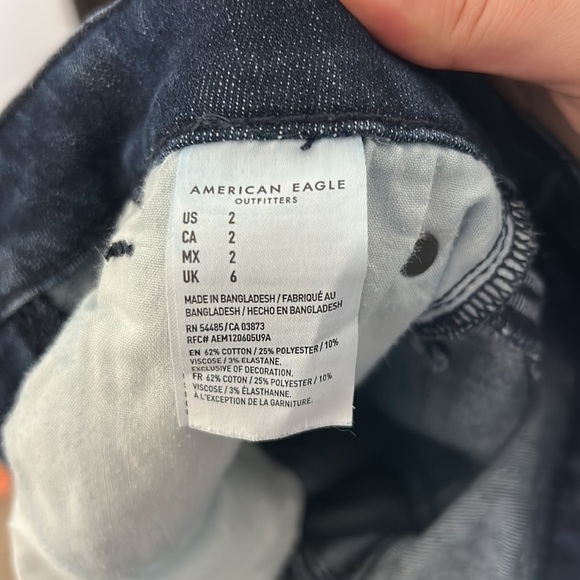 AMERICAN EAGLE
OUTFITTERS
US 2
CA 2
MX 2
UK 6
MADE IN BANGLADESH / FABRIQUÉ AU
BANGLADESH / HECHO EN BANGLADESH
RN 54485/CA 03873
RFC# AEM120605U9A
EN 62% COTTON / 25% POLYESTER / 10%
VISCOSE / 3% ELASTANE.
EXCLUSIVE OF DECORATION.
FR 62% COTON / 25% POLYESTER / 10%
VISCOSE / 3% ÉLASTHANNE.
À L'EXCEPTION DE LA GARNITURE.